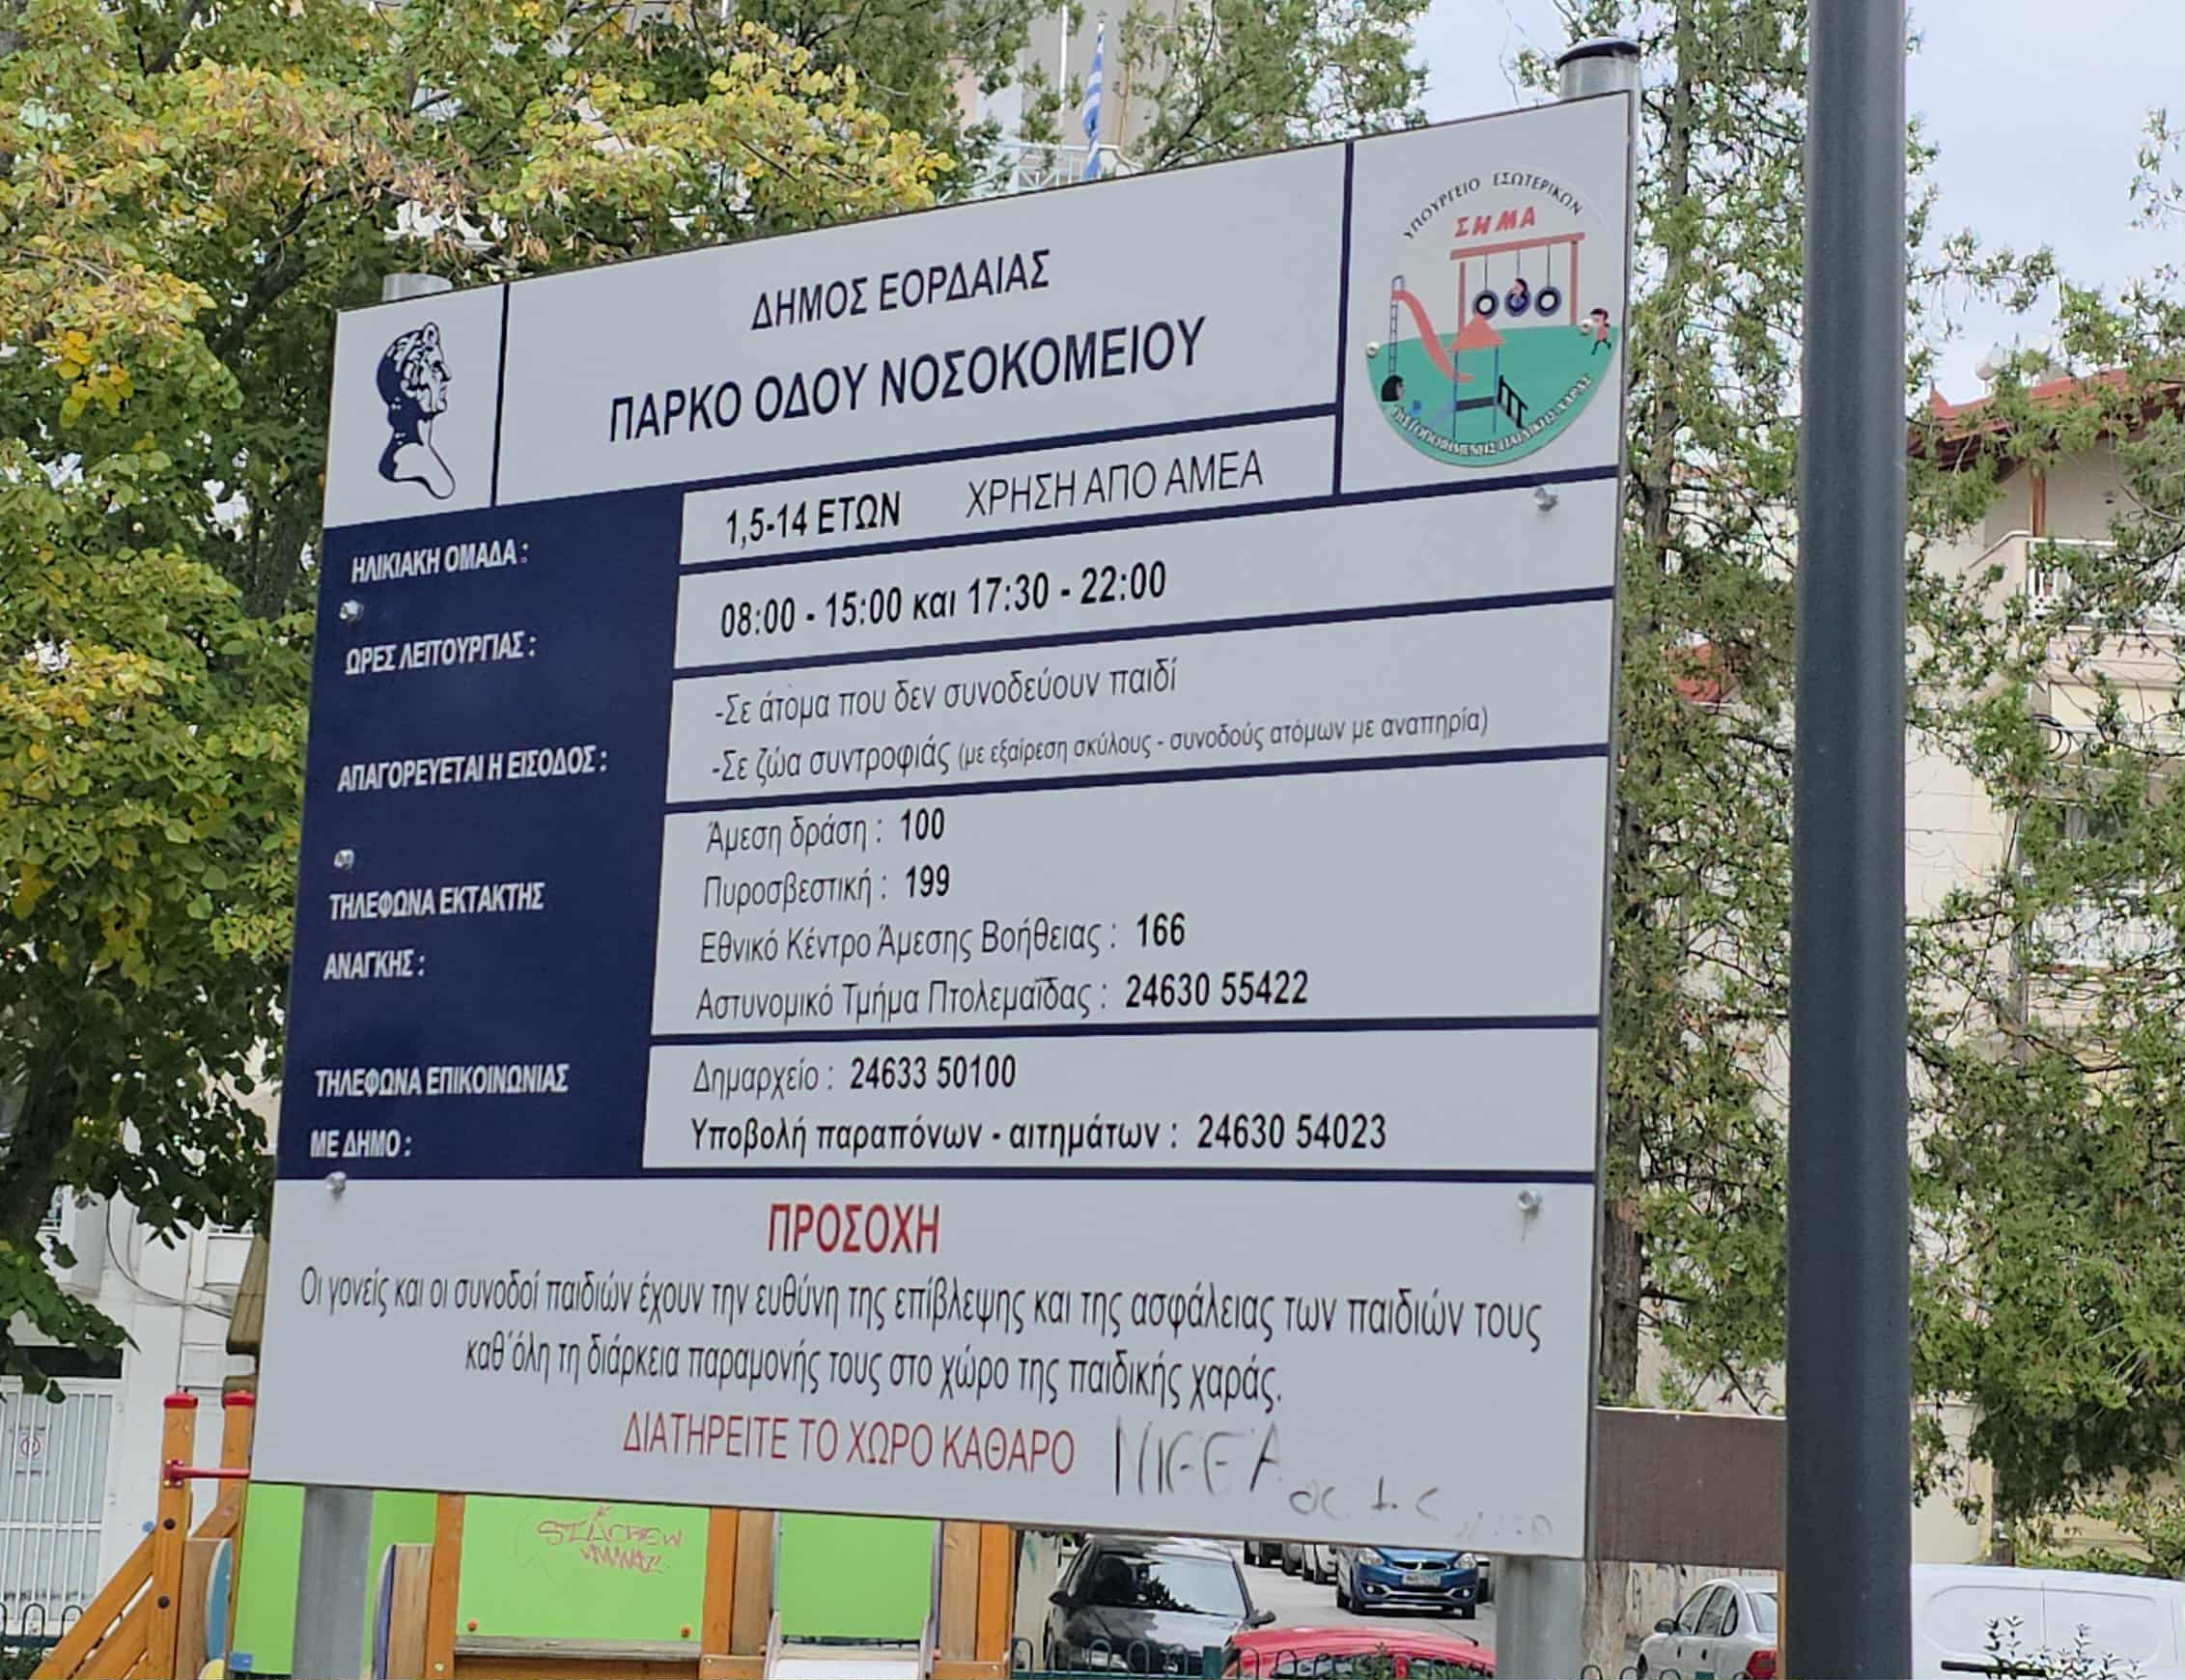 ΔΗΜΟΣ ΕΟΡΔΑΙΑΣ
ΠΑΡΚΟ ΟΔΟΥ ΝΟΣΟΚΟΜΕΙΟΥ
ΥΠΟΥΡΓΕΙΟ ΕΣΩΤΕΡΙΚΩΝ
ΣΗΜΑ
ΠΙΣΤΟΠΟΙΗΜΕΝΗΣ ΠΑΙΔΙΚΗΣ ΧΑΡΑΣ
ΗΛΙΚΙΑΚΗ ΟΜΑΔΑ :
1,5-14 ΕΤΩΝ ΧΡΗΣΗ ΑΠΟ ΑΜΕΑ
ΩΡΕΣ ΛΕΙΤΟΥΡΓΙΑΣ :
08:00 - 15:00 και 17:30 - 22:00
ΑΠΑΓΟΡΕΥΕΤΑΙ Η ΕΙΣΟΔΟΣ :
-Σε άτομα που δεν συνοδεύουν παιδί
-Σε ζώα συντροφιάς (με εξαίρεση σκύλους - συνοδούς ατόμων με αναπηρία)
ΤΗΛΕΦΩΝΑ ΕΚΤΑΚΤΗΣ
ΑΝΑΓΚΗΣ :
Άμεση δράση : 100
Πυροσβεστική : 199
Εθνικό Κέντρο Άμεσης Βοήθειας : 166
Αστυνομικό Τμήμα Πτολεμαΐδας : 24630 55422
ΤΗΛΕΦΩΝΑ ΕΠΙΚΟΙΝΩΝΙΑΣ
ΜΕ ΔΗΜΟ :
Δημαρχείο : 24633 50100
Υποβολή παραπόνων - αιτημάτων : 24630 54023
ΠΡΟΣΟΧΗ
Οι γονείς και οι συνοδοί παιδιών έχουν την ευθύνη της επίβλεψης και της ασφάλειας των παιδιών τους
καθ΄όλη τη διάρκεια παραμονής τους στο χώρο της παιδικής χαράς.
ΔΙΑΤΗΡΕΙΤΕ ΤΟ ΧΩΡΟ ΚΑΘΑΡΟ